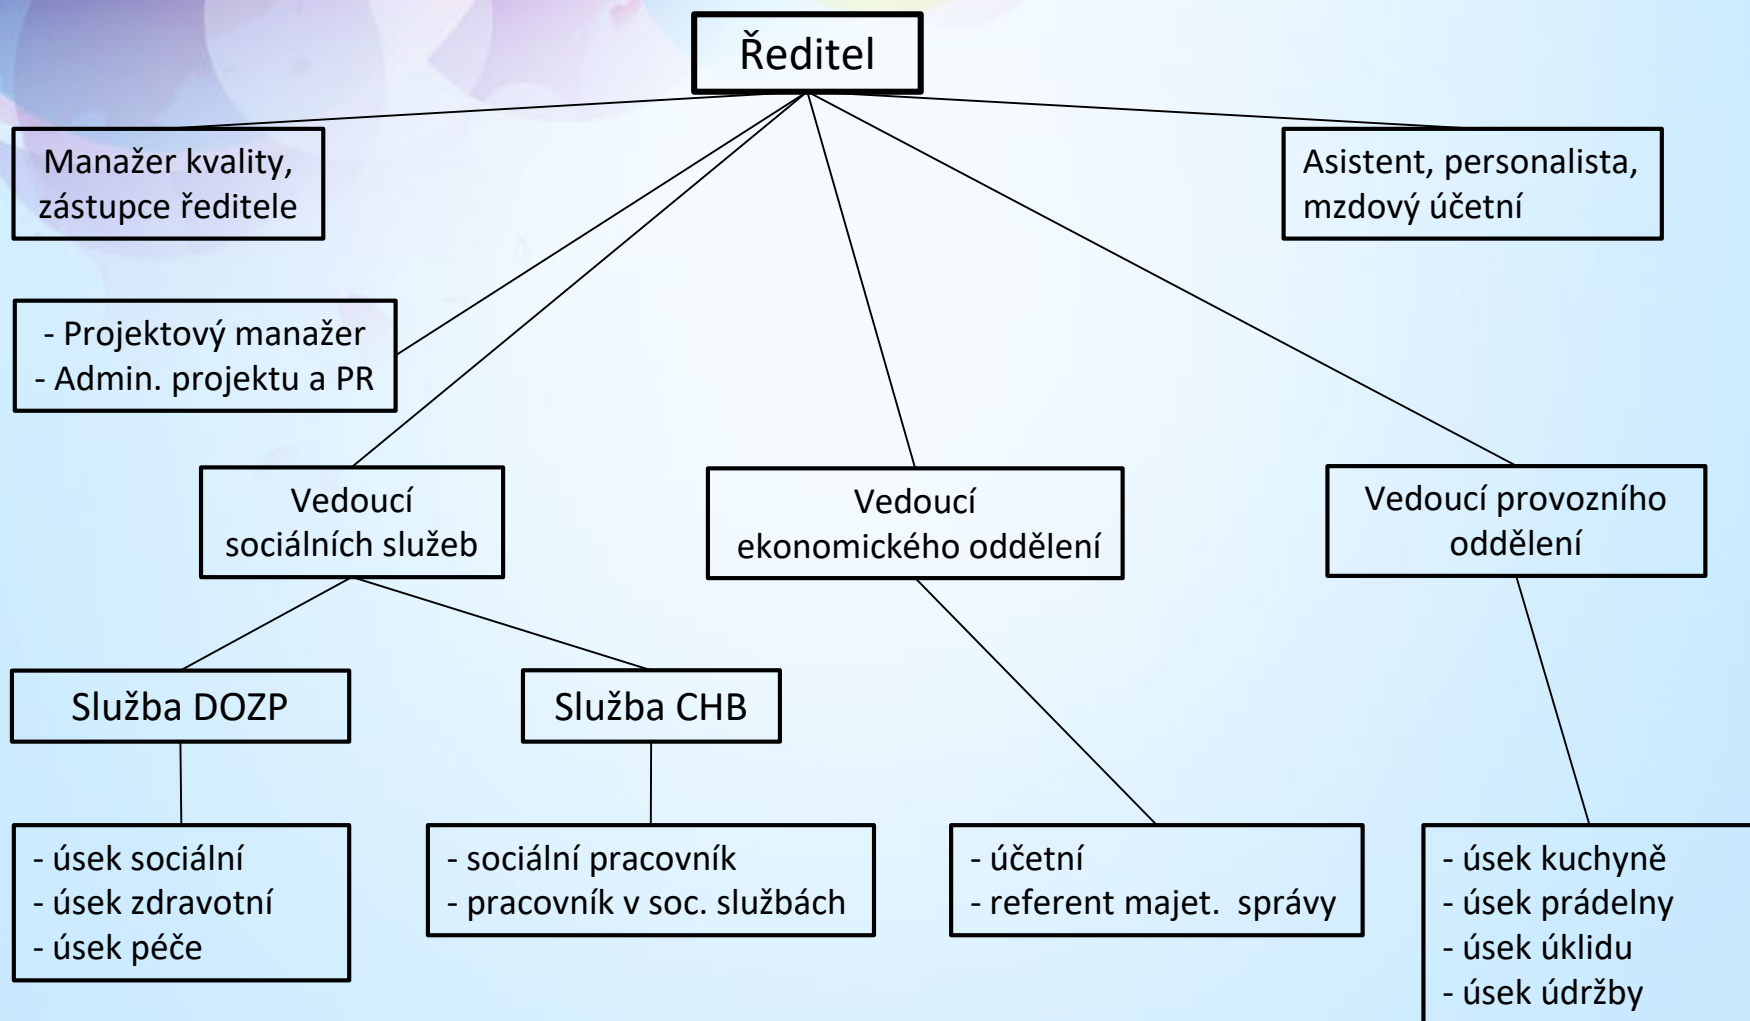 Ředitel
Manažer kvality,
zástupce ředitele
Asistent, personalista,
mzdový účetní
- Projektový manažer
- Admin. projektu a PR
Vedoucí
sociálních služeb
Vedoucí
ekonomického oddělení
Vedoucí provozního
oddělení
Služba DOZP
Služba CHB
- úsek sociální
- úsek zdravotní
- úsek péče
- sociální pracovník
- pracovník v soc. službách
- účetní
- referent majet.  správy
- úsek kuchyně
- úsek prádelny
- úsek úklidu
- úsek údržby